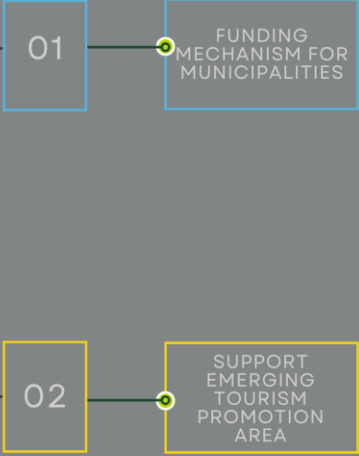 01
FUNDING
MECHANISM FOR
MUNICIPALITIES
02
SUPPORT
EMERGING
TOURISM
PROMOTION
AREA